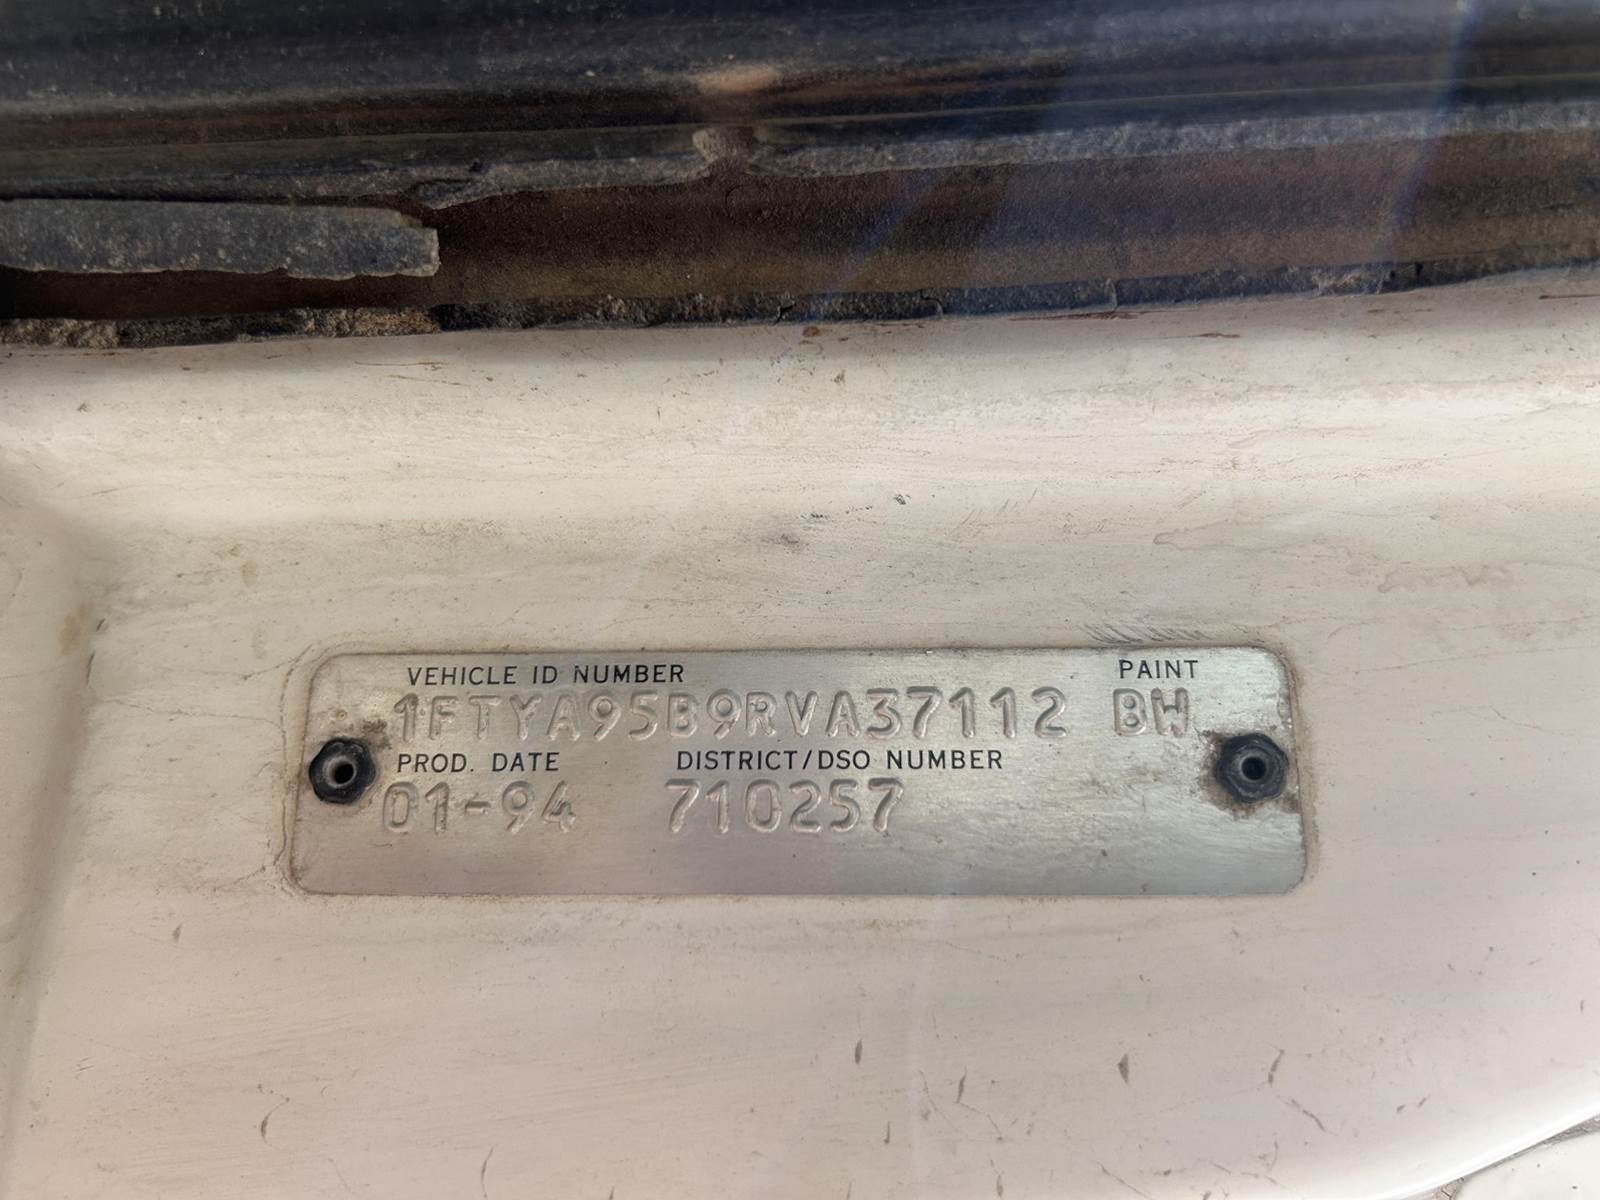 VEHICLE ID NUMBER PAINT
1FTYA95B9RVA37112 BW
PROD. DATE DISTRICT/DSO NUMBER
01-94 710257